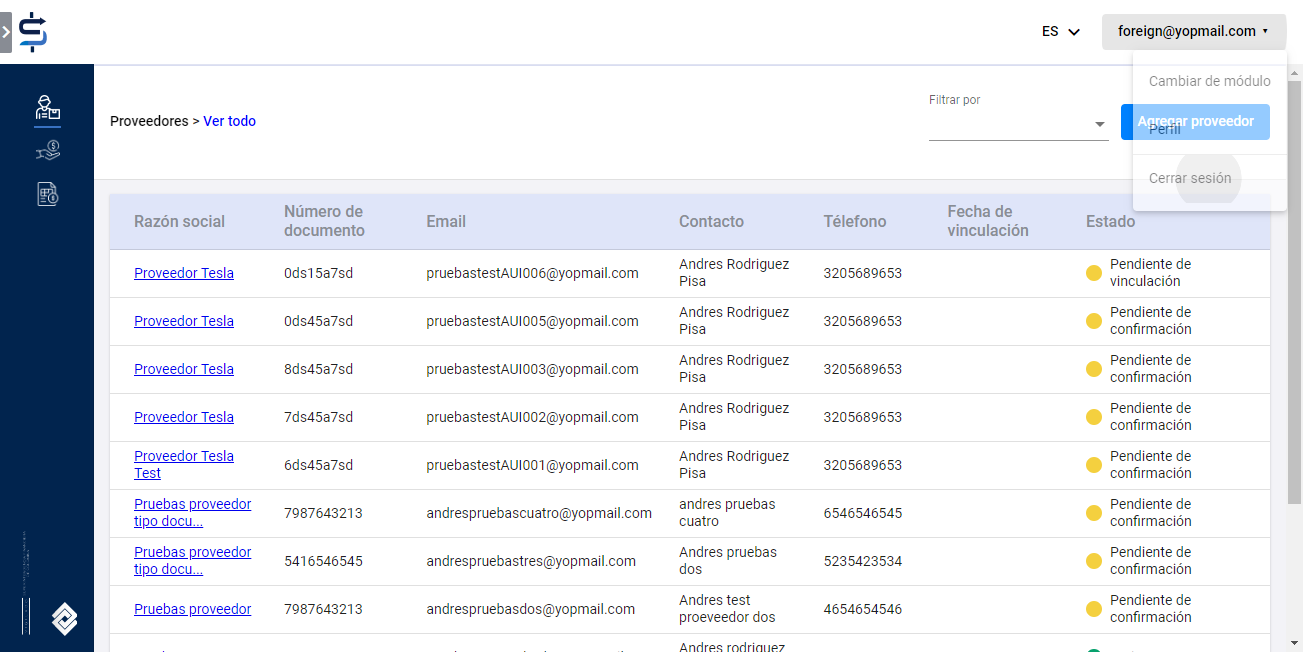 ES
foreign@yopmail.com
Cambiar de módulo
Proveedores > Ver todo
Filtrar por
Agregar proveedor
Perfil
Cerrar sesión
Razón social Número de documento Email Contacto Télefono Fecha de vinculación Estado
Proveedor Tesla 0ds15a7sd pruebastestAUI006@yopmail.com Andres Rodriguez Pisa 3205689653 Pendiente de vinculación
Proveedor Tesla 0ds45a7sd pruebastestAUI005@yopmail.com Andres Rodriguez Pisa 3205689653 Pendiente de confirmación
Proveedor Tesla 8ds45a7sd pruebastestAUI003@yopmail.com Andres Rodriguez Pisa 3205689653 Pendiente de confirmación
Proveedor Tesla 7ds45a7sd pruebastestAUI002@yopmail.com Andres Rodriguez Pisa 3205689653 Pendiente de confirmación
Proveedor Tesla Test 6ds45a7sd pruebastestAUI001@yopmail.com Andres Rodriguez Pisa 3205689653 Pendiente de confirmación
Pruebas proveedor tipo docu... 7987643213 andrespruebascuatro@yopmail.com andres pruebas cuatro 6546546545 Pendiente de confirmación
Pruebas proveedor tipo docu... 5416546545 andrespruebastres@yopmail.com Andres pruebas dos 5235423534 Pendiente de confirmación
Pruebas proveedor 7987643213 andrespruebasdos@yopmail.com Andres test proeveedor dos 4654654546 Pendiente de confirmación
Andres rodriguez